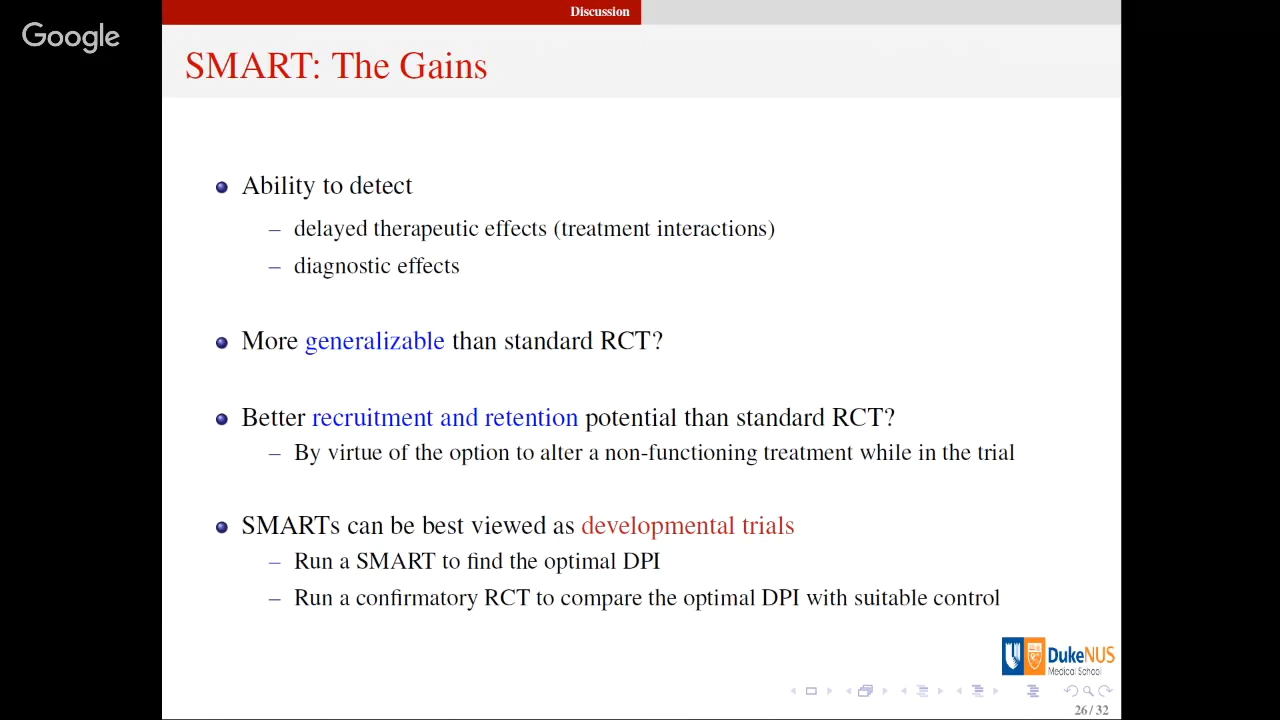 Google
Discussion
SMART: The Gains
Ability to detect
– delayed therapeutic effects (treatment interactions)
– diagnostic effects
More generalizable than standard RCT?
Better recruitment and retention potential than standard RCT?
– By virtue of the option to alter a non-functioning treatment while in the trial
SMARTs can be best viewed as developmental trials
– Run a SMART to find the optimal DPI
– Run a confirmatory RCT to compare the optimal DPI with suitable control
DukeNUS
Medical School
26 / 32